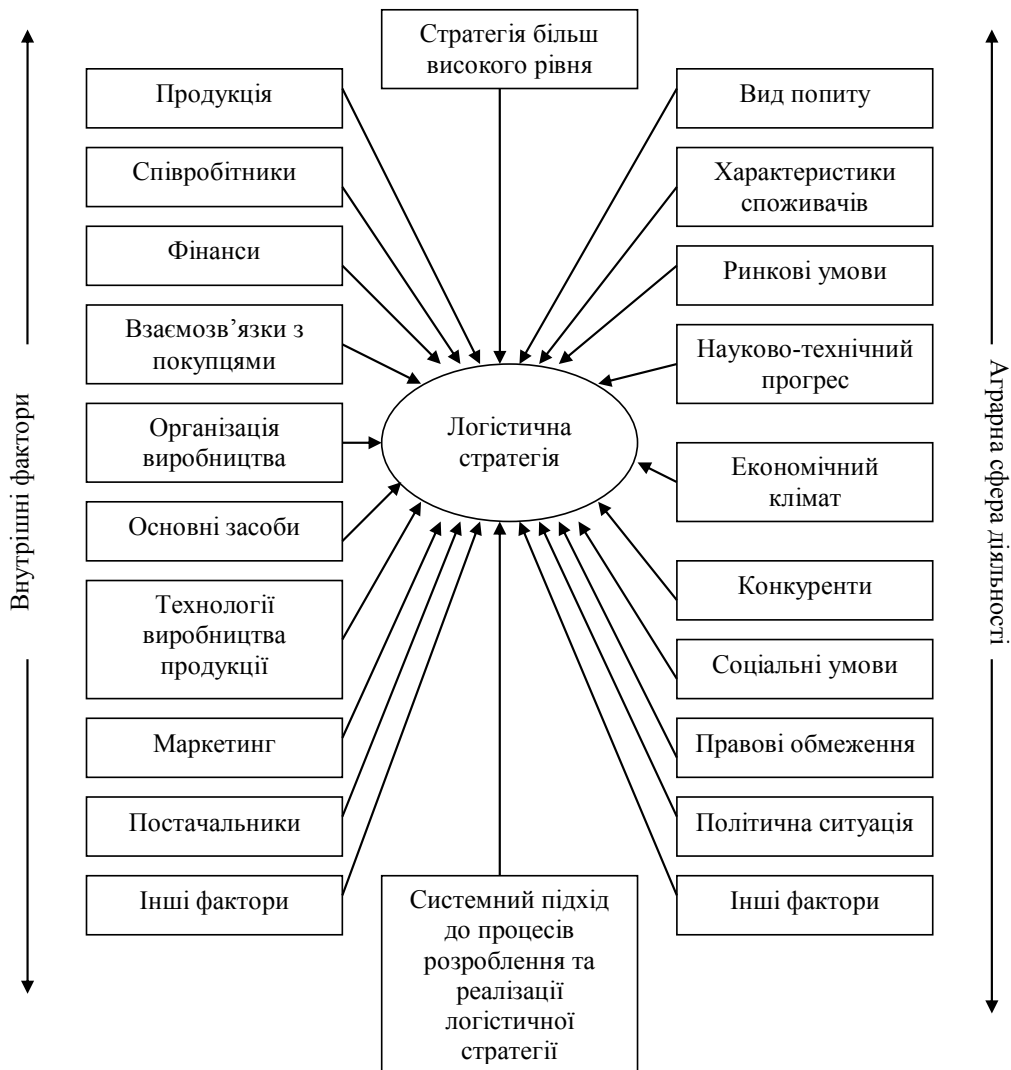 Стратегія більш
високого рівня
Внутрішні фактори
Продукція
Співробітники
Фінанси
Взаємозв’язки з
покупцями
Організація
виробництва
Основні засоби
Технології
виробництва
продукції
Маркетинг
Постачальники
Інші фактори
Логістична
стратегія
Системний підхід
до процесів
розроблення та
реалізації
логістичної
стратегії
Вид попиту
Характеристики
споживачів
Ринкові умови
Науково-технічний
прогрес
Економічний
клімат
Конкуренти
Соціальні умови
Правові обмеження
Політична ситуація
Інші фактори
Аграрна сфера діяльності